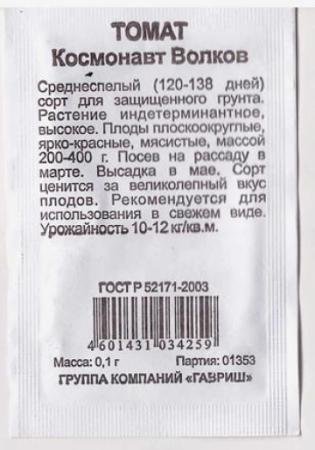 ТОМАТ
Космонавт Волков
Среднеспелый (120-138 дней)
сорт для защищенного грунта.
Растение индетерминантное,
высокое. Плоды плоскоокруглые,
ярко-красные, мясистые, массой
200-400 г. Посев на рассаду в
марте. Высадка в мае. Сорт
ценится за великолепный вкус
плодов. Рекомендуется для
использования в свежем виде.
Урожайность 10-12 кг/кв.м.
ГОСТ Р 52171-2003
4 601431 034259
Масса: 0,1 г Партия: 01353
ГРУППА КОМПАНИЙ «ГАВРИШ»